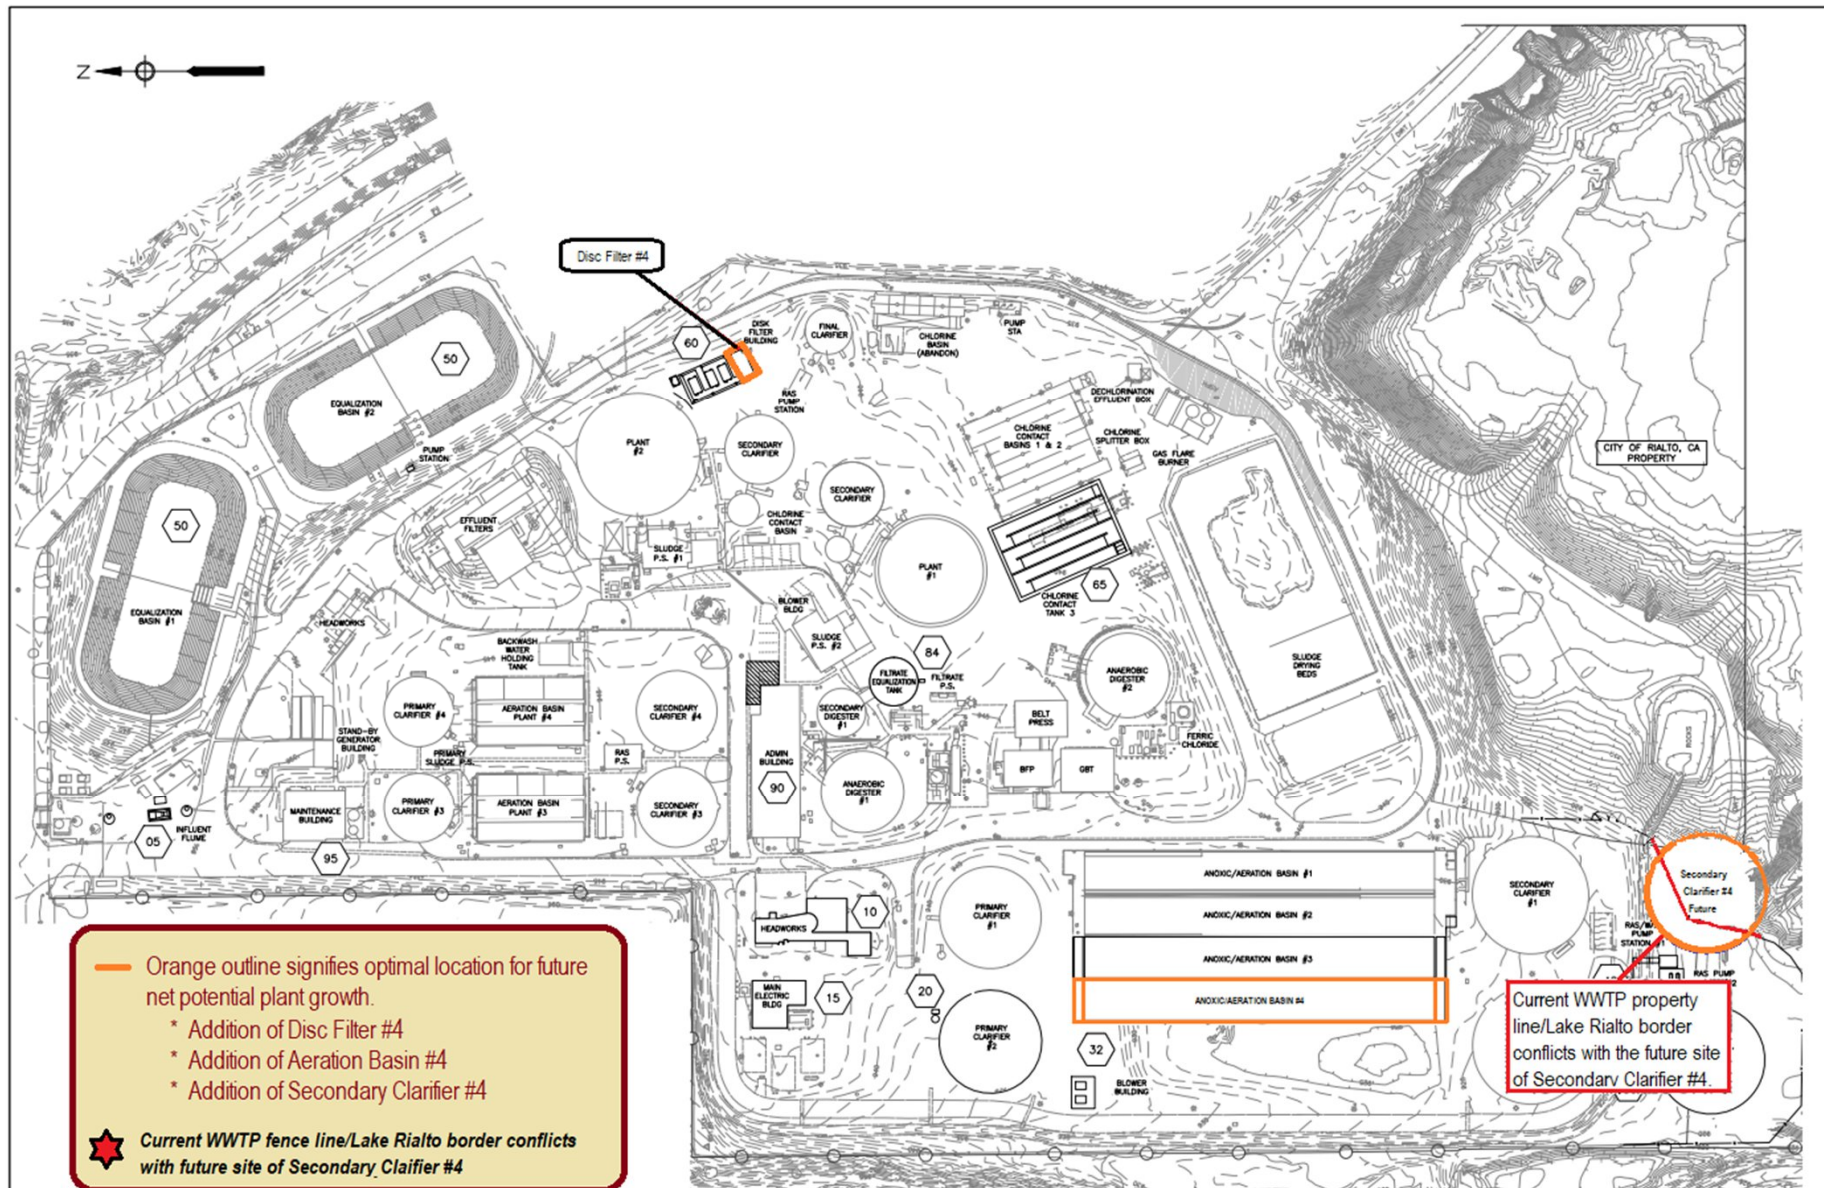 Z
Disc Filter #4
60
DISK
FILTER
BUILDING
FINAL
CLARIFIER
CHLORINE
BASIN
(ABANDON)
PUMP
STA
50
EQUALIZATION
BASIN #2
PUMP
STATION
RAS
PUMP
STATION
DECHLORINATION
EFFLUENT BOX
PLANT
#2
SECONDARY
CLARIFIER
CHLORINE
CONTACT
BASINS 1 & 2
CHLORINE
SPLITTER BOX
GAS FLARE
BURNER
CITY OF RIALTO, CA
PROPERTY
50
EFFLUENT
FILTERS
SECONDARY
CLARIFIER
CHLORINE
CONTACT
BASIN
SLUDGE
P.S. #1
PLANT
#1
65
CHLORINE
CONTACT
TANK 3
EQUALIZATION
BASIN #1
HEADWORKS
BLOWER
BLDG
SLUDGE
P.S. #2
BACKWASH
WATER
HOLDING
TANK
84
FILTRATE
EQUALIZATION
TANK
FILTRATE
P.S.
ANAEROBIC
DIGESTER
#2
SLUDGE
DRYING
BEDS
PRIMARY
CLARIFIER #4
AERATION BASIN
PLANT #4
SECONDARY
CLARIFIER #4
SECONDARY
DIGESTER
#1
BELT
PRESS
FERRIC
CHLORIDE
ROCKS
STAND-BY
GENERATOR
BUILDING
PRIMARY
SLUDGE P.S.
RAS
P.S.
ADMIN
BUILDING
90
ANAEROBIC
DIGESTER
#1
BFP
GBT
MAINTENANCE
BUILDING
PRIMARY
CLARIFIER #3
AERATION BASIN
PLANT #3
SECONDARY
CLARIFIER #3
INFLUENT
FLUME
05
95
ANOXIC/AERATION BASIN #1
SECONDARY
CLARIFIER
#1
Secondary
Clarifier #4
Future
10
HEADWORKS
PRIMARY
CLARIFIER
#1
ANOXIC/AERATION BASIN #2
PUMP
STATION #1
ANOXIC/AERATION BASIN #3
RAS PUMP
MAIN
ELECTRIC
BLDG
15
20
ANOXIC/AERATION BASIN #4
PRIMARY
CLARIFIER
#2
32
BLOWER
BUILDING
Current WWTP property
line/Lake Rialto border
conflicts with the future site
of Secondary Clarifier #4.
Orange outline signifies optimal location for future
net potential plant growth.
* Addition of Disc Filter #4
* Addition of Aeration Basin #4
* Addition of Secondary Clarifier #4
Current WWTP fence line/Lake Rialto border conflicts
with future site of Secondary Claifier #4